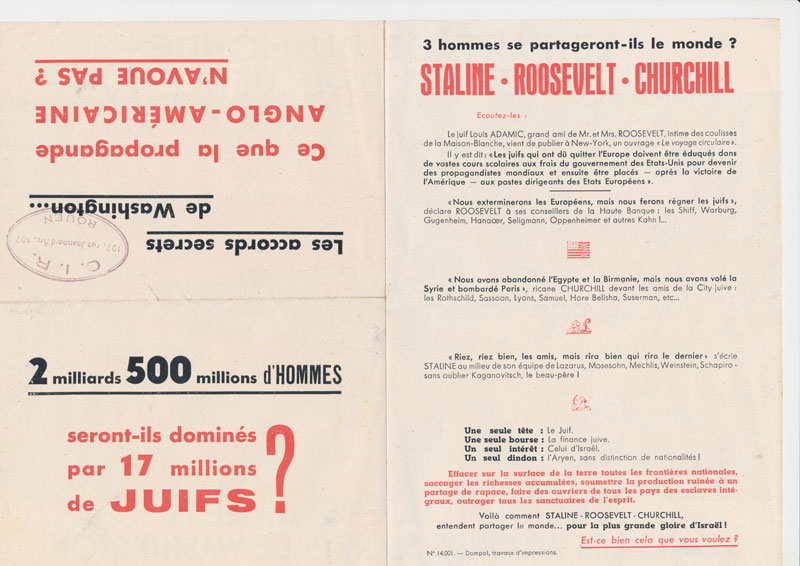 Les accords secrets
de Washington...
Ce que la propagande
ANGLO-AMÉRICAINE
N'AVOUE PAS ?
C. I. R.
102, rue Jeanne-d'Arc, 102
ROUEN
2 milliards 500 millions d'HOMMES
seront-ils dominés
par 17 millions
de JUIFS ?
3 hommes se partageront-ils le monde ?
STALINE • ROOSEVELT • CHURCHILL
Ecoutez-les :
Le juif Louis ADAMIC, grand ami de Mr. et Mrs. ROOSEVELT, intime des coulisses
de la Maison-Blanche, vient de publier à New-York, un ouvrage « Le voyage circulaire ».
Il y est dit : « Les juifs qui ont dû quitter l'Europe doivent être éduqués dans
de vastes cours scolaires aux frais du gouvernement des Etats-Unis pour devenir
des propagandistes mondiaux et ensuite être placés — après la victoire de
l'Amérique — aux postes dirigeants des Etats Européens ».
« Nous exterminerons les Européens, mais nous ferons régner les juifs »,
déclare ROOSEVELT à ses conseillers de la Haute Banque : les Shiff, Warburg,
Gugenheim, Hanauer, Seligmann, Oppenheimer et autres Kahn !...
« Nous avons abandonné l'Egypte et la Birmanie, mais nous avons volé la
Syrie et bombardé Paris », ricane CHURCHILL devant les amis de la City juive :
les Rothschild, Sassoon, Lyons, Samuel, Hore Belisha, Suserman, etc...
« Riez, riez bien, les amis, mais rira bien qui rira le dernier » s'écrie
STALINE au milieu de son équipe de Lazarux, Mosesohn, Mechlis, Weinstein, Schapiro -
sans oublier Kaganovitsch, le beau-père !
Une seule tête : Le Juif.
Une seule bourse : La finance juive.
Un seul intérêt : Celui d'Israël.
Un seul dindon : l'Aryen, sans distinction de nationalités !
Effacer sur la surface de la terre toutes les frontières nationales,
saccager les richesses accumulées, soumettre la production ruinée à un
partage de rapace, faire des ouvriers de tous les pays des esclaves inté-
graux, outrager tous les sanctuaires de l'esprit.
Voilà comment STALINE - ROOSEVELT - CHURCHILL,
entendent partager le monde... pour la plus grande gloire d'Israël !
Est-ce bien cela que vous voulez ?
N° 14.001. — Dompol, travaux d'impressions.